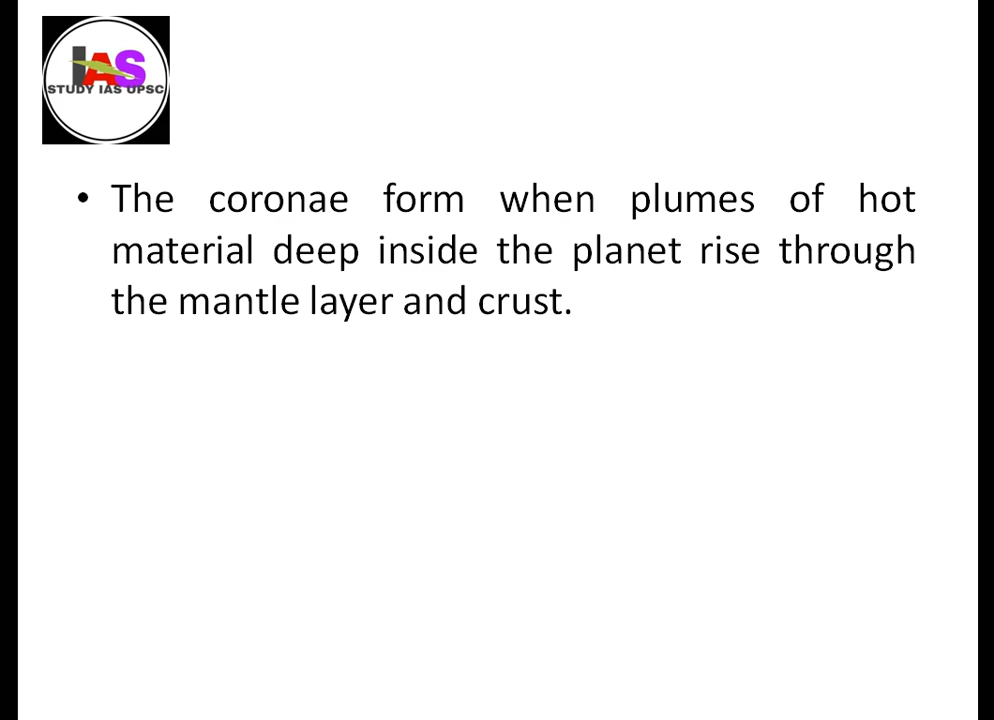 IAS
STUDY IAS UPSC
• The coronae form when plumes of hot
material deep inside the planet rise through
the mantle layer and crust.